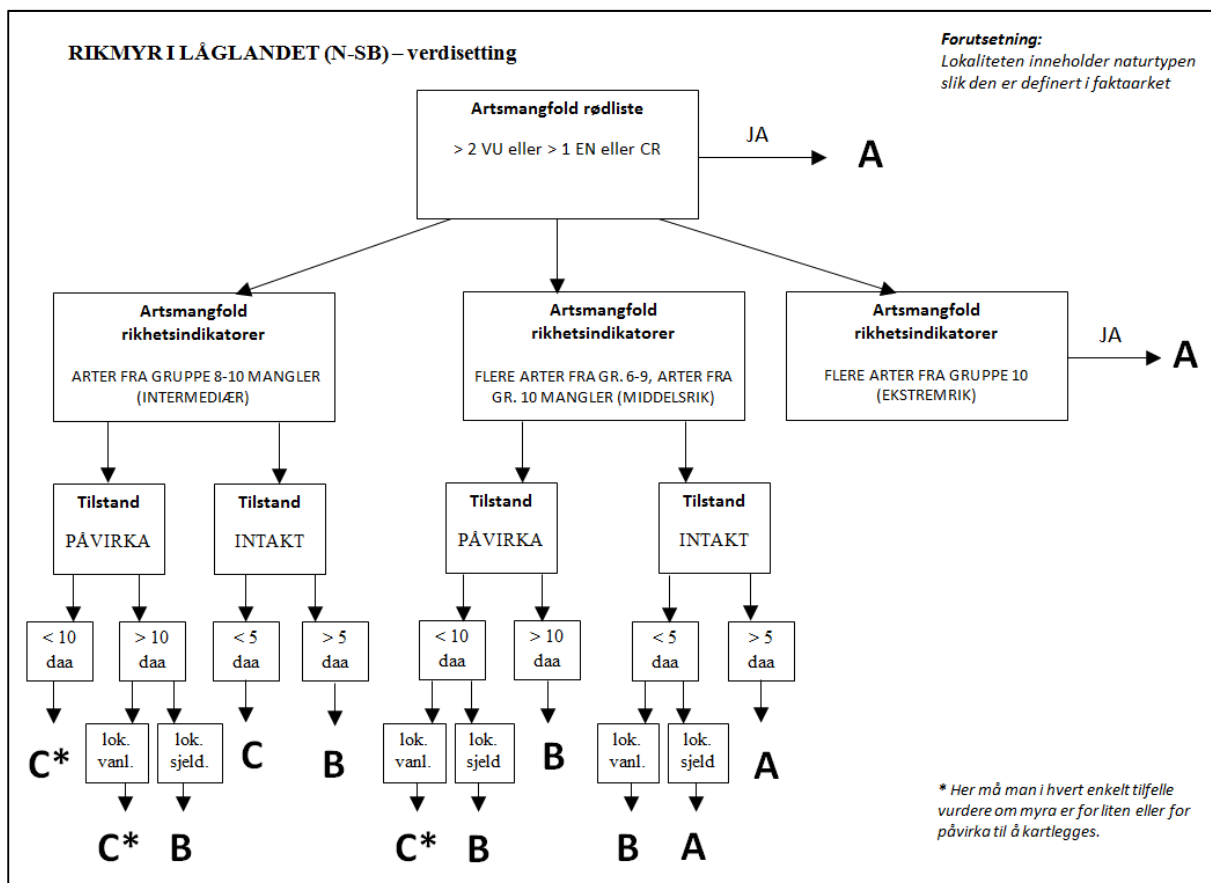 RIKMYR I LÅGLANDET (N-SB) – verdisetting
Forutsetning:
Lokaliteten inneholder naturtypen
slik den er definert i faktaarket
Artsmangfold rødliste
> 2 VU eller > 1 EN eller CR
JA
A
Artsmangfold
rikhetsindikatorer
ARTER FRA GRUPPE 8-10 MANGLER
(INTERMEDIÆR)
Artsmangfold
rikhetsindikatorer
FLERE ARTER FRA GR. 6-9, ARTER FRA
GR. 10 MANGLER (MIDDELSRIK)
Artsmangfold
rikhetsindikatorer
FLERE ARTER FRA GRUPPE 10
(EKSTREMRIK)
JA
A
Tilstand
PÅVIRKA
Tilstand
INTAKT
Tilstand
PÅVIRKA
Tilstand
INTAKT
< 10
daa
> 10
daa
< 5
daa
> 5
daa
< 10
daa
> 10
daa
< 5
daa
> 5
daa
C*
lok.
vanl.
lok.
sjeld.
C
B
lok.
vanl.
lok.
sjeld
B
lok.
vanl.
lok.
sjeld
A
C*
B
C*
B
B
A
* Her må man i hvert enkelt tilfelle
vurdere om myra er for liten eller for
påvirka til å kartlegges.